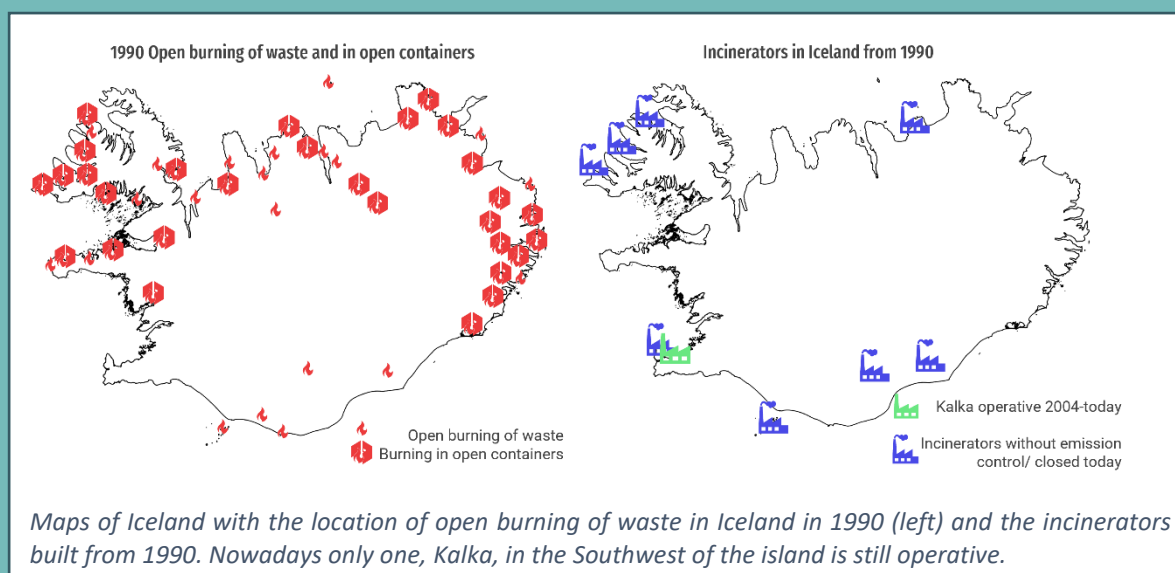 1990 Open burning of waste and in open containers
Incinerators in Iceland from 1990
Open burning of waste
Burning in open containers
Kalka operative 2004-today
Incinerators without emission
control/ closed today
Maps of Iceland with the location of open burning of waste in Iceland in 1990 (left) and the incinerators
built from 1990. Nowadays only one, Kalka, in the Southwest of the island is still operative.